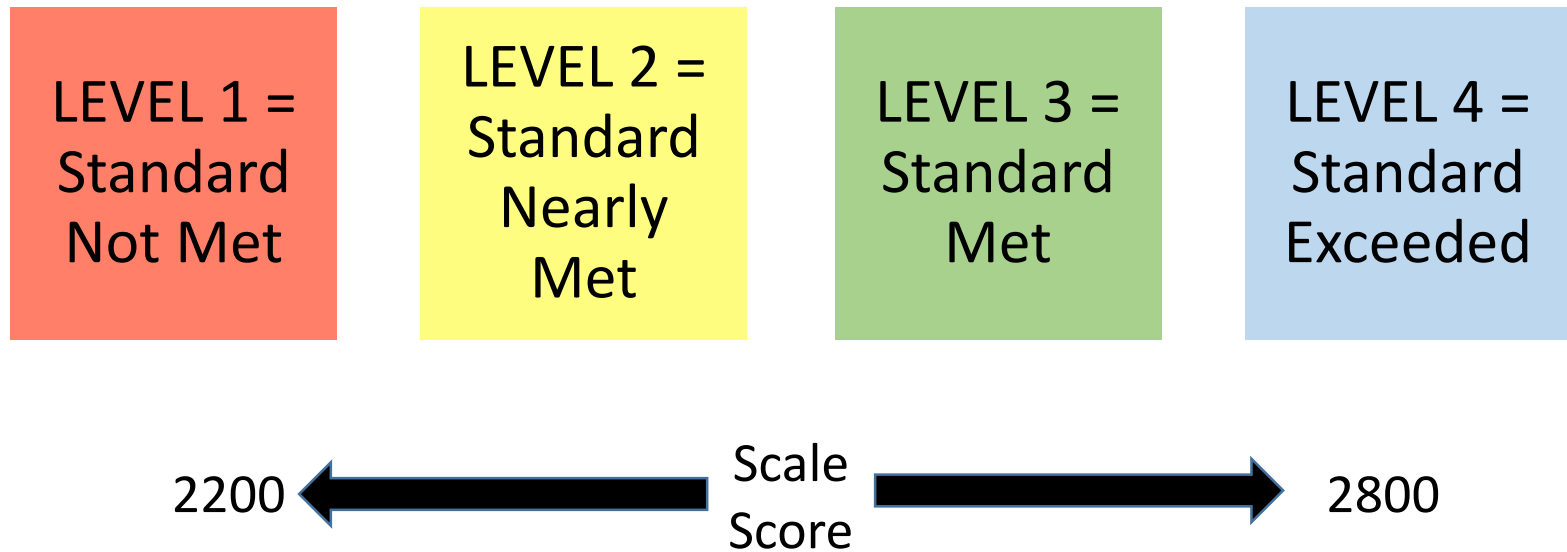 LEVEL 1 =
Standard
Not Met
LEVEL 2 =
Standard
Nearly
Met
LEVEL 3 =
Standard
Met
LEVEL 4 =
Standard
Exceeded
2200
Scale
Score
2800